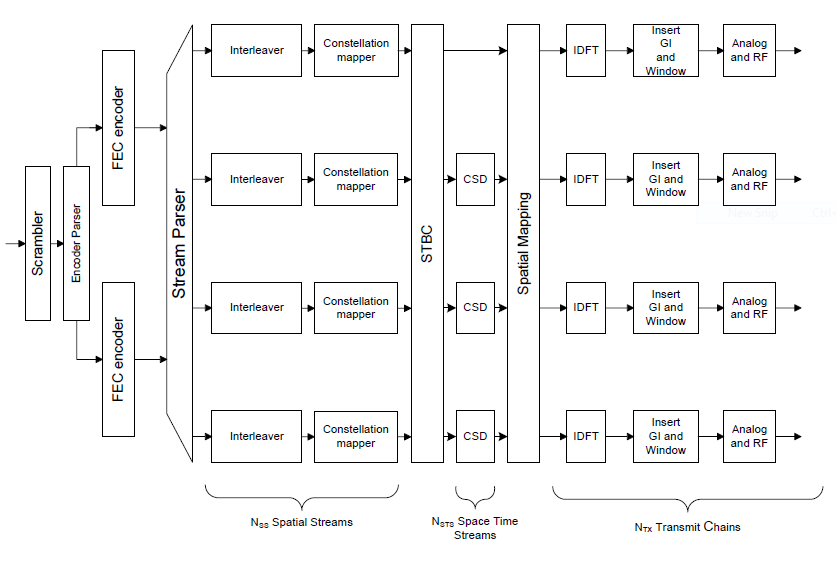 Scrambler
Encoder Parser
FEC encoder
FEC encoder
Stream Parser
Interleaver
Constellation
mapper
Interleaver
Constellation
mapper
Interleaver
Constellation
mapper
Interleaver
Constellation
mapper
STBC
CSD
CSD
CSD
Spatial Mapping
IDFT
Insert
GI
and
Window
Analog
and RF
IDFT
Insert
GI and
Window
Analog
and RF
IDFT
Insert
GI and
Window
Analog
and RF
IDFT
Insert
GI and
Window
Analog
and RF
New Snip
NSS Spatial Streams
NSTS Space Time
Streams
NTX Transmit Chains